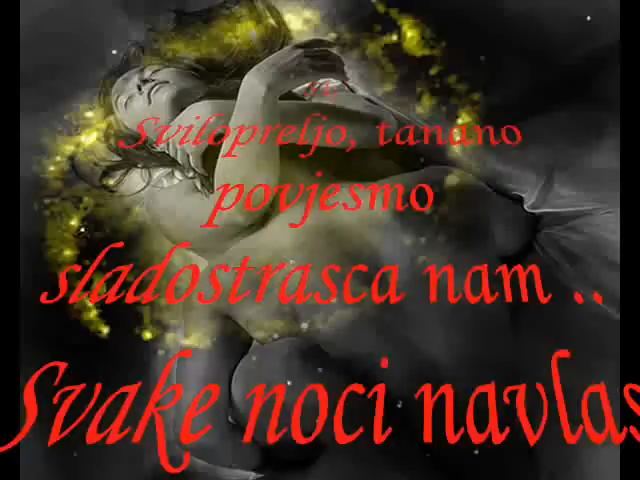 Svilopreljo, tanano
povjesmo
sladostrasca nam ..
Svake noci navlas